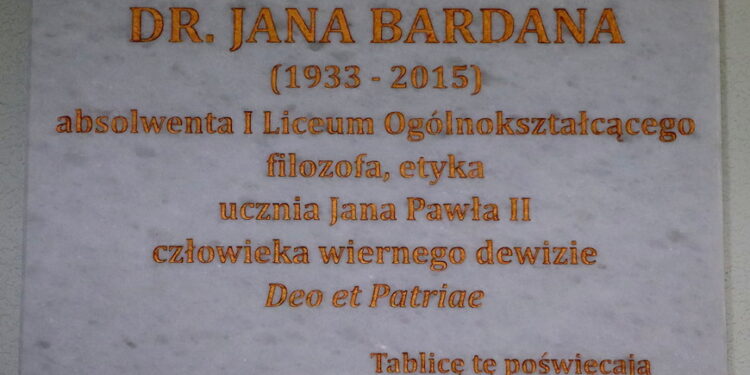 DR. JANA BARDANA
(1933 - 2015)
absolwenta I Liceum Ogólnokształcącego
filozofa, etyka
ucznia Jana Pawła II
człowieka wiernego dewizie
Deo et Patriae
Tablicę tę poświęcają